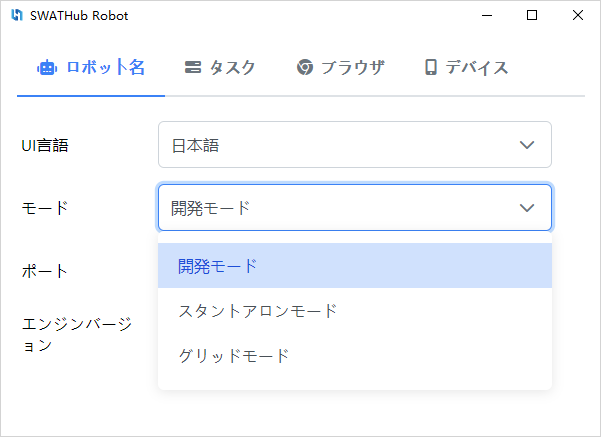 SWATHub Robot
ロボット名 タスク ブラウザ デバイス
UI言語 日本語
モード 開発モード
ポート
開発モード
スタントアロンモード
エンジンバージ
ョン
グリッドモード